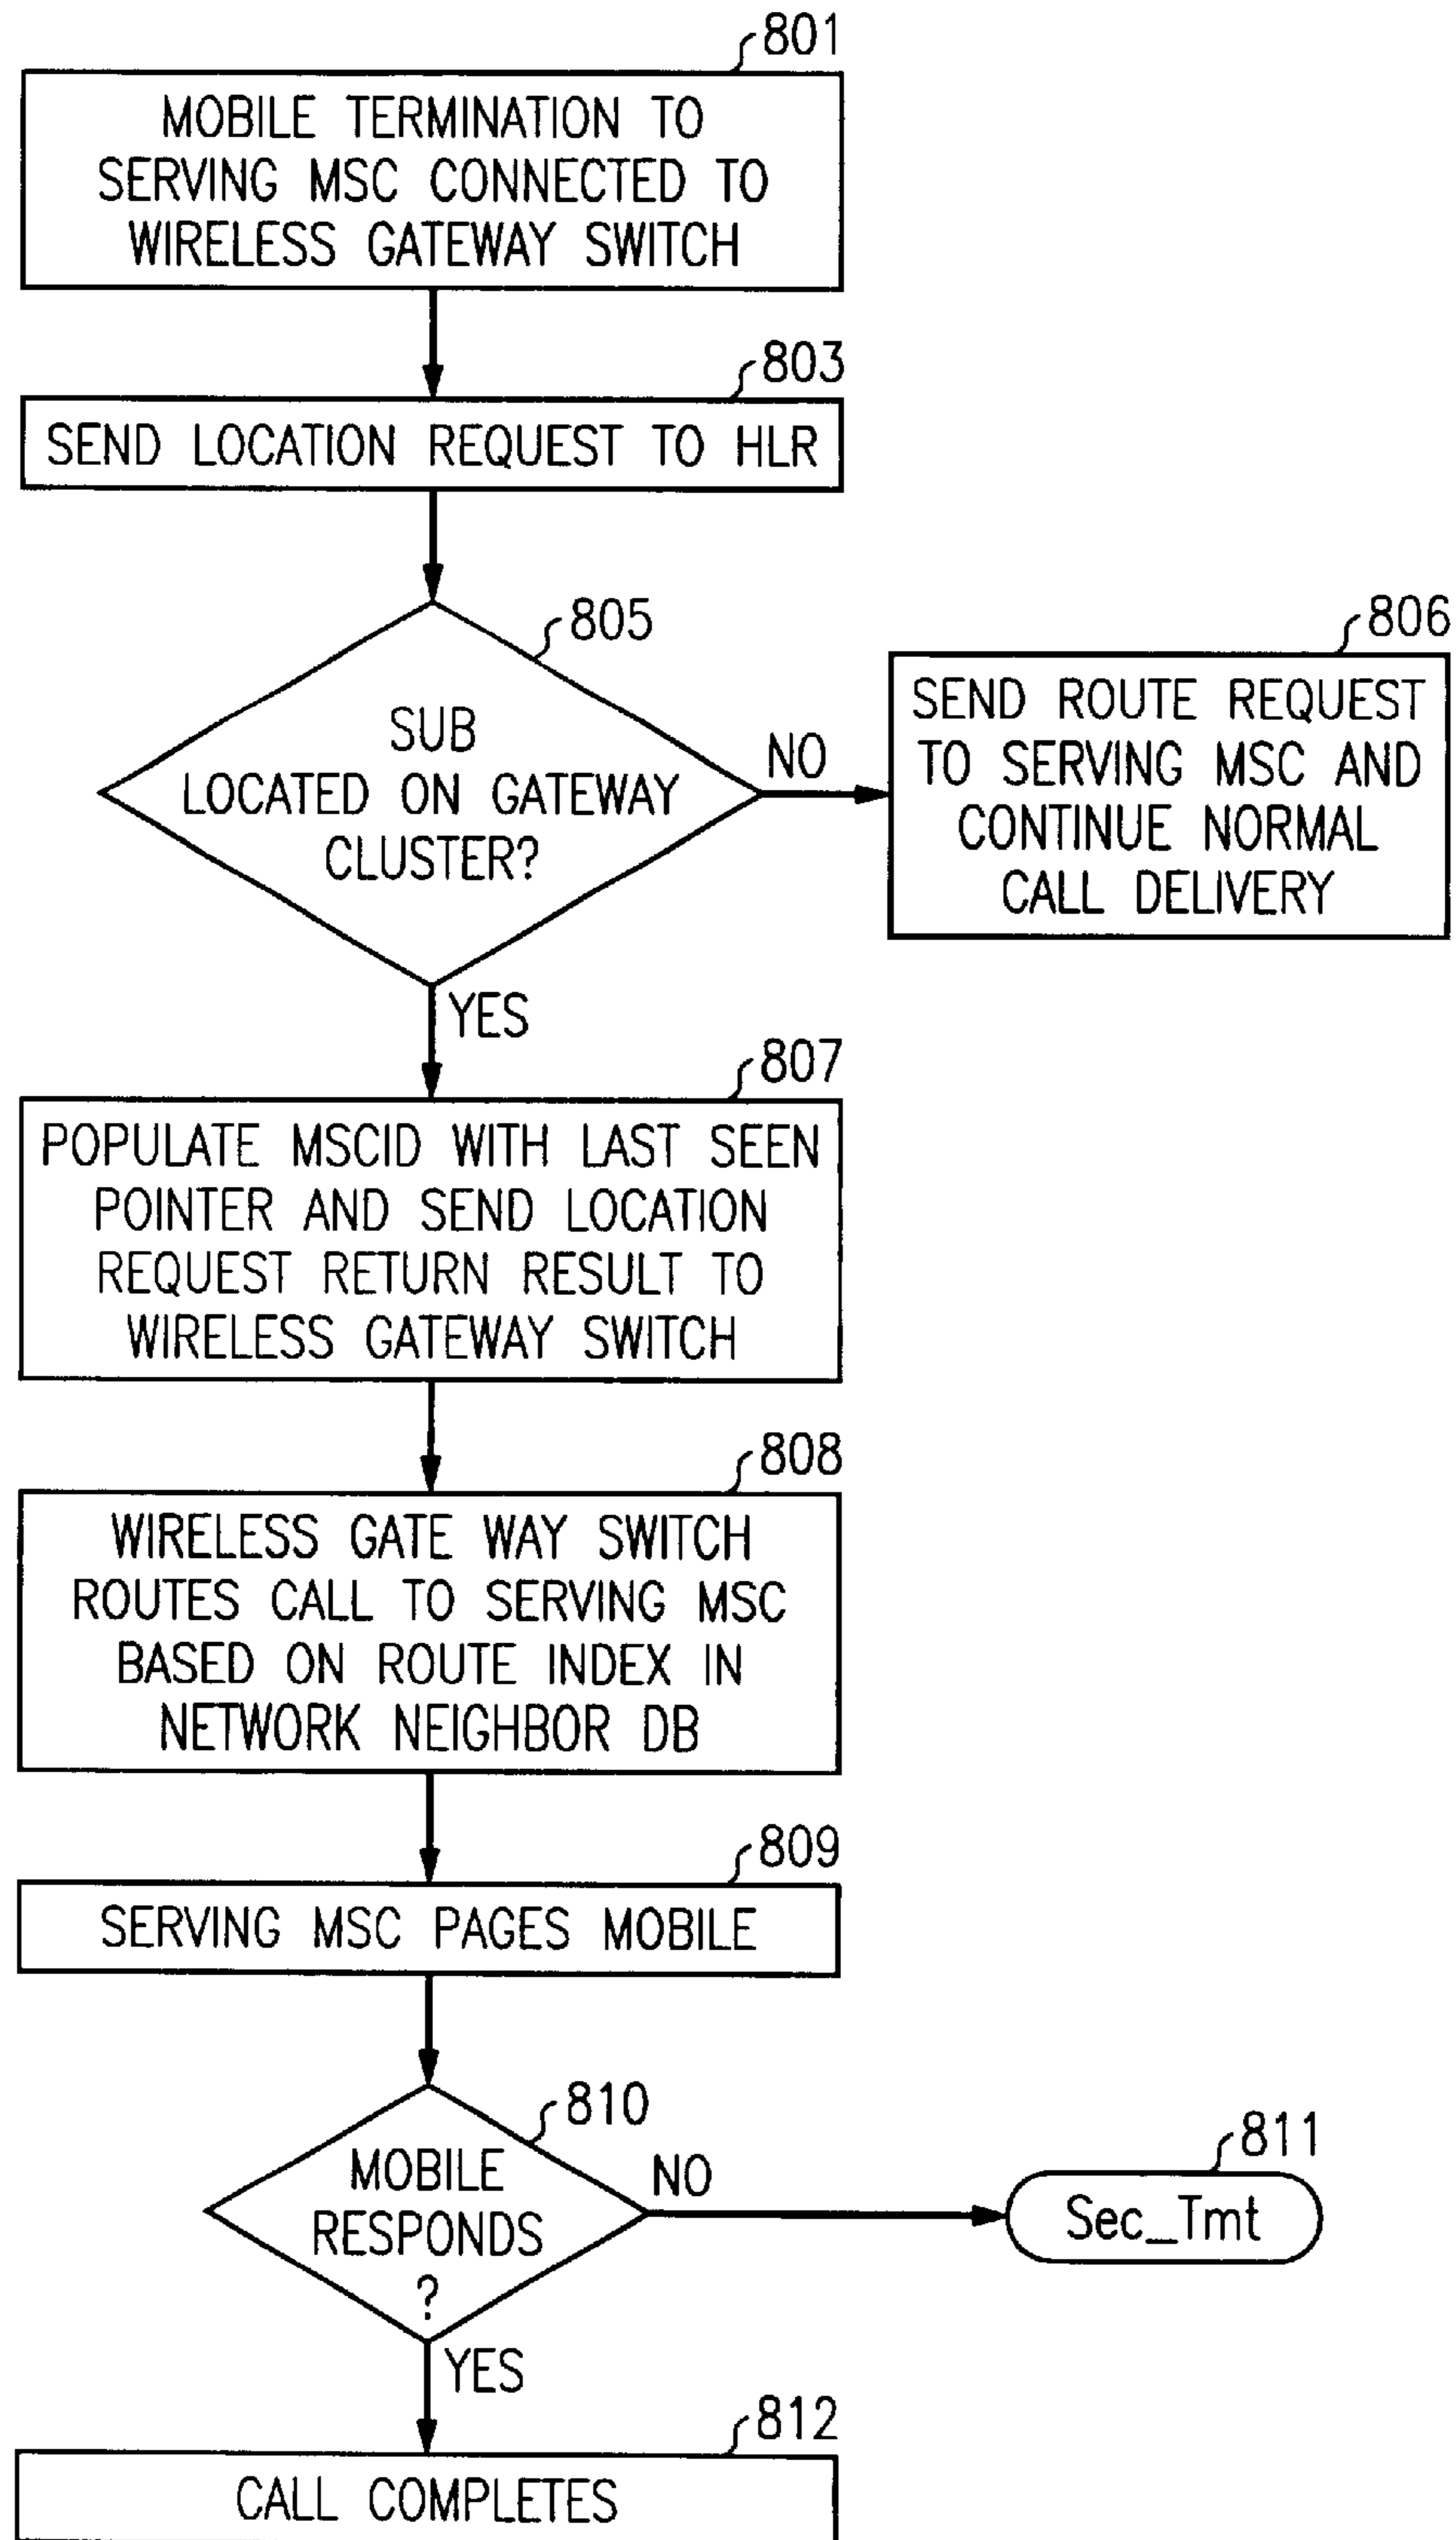 801
MOBILE TERMINATION TO
SERVING MSC CONNECTED TO
WIRELESS GATEWAY SWITCH
803
SEND LOCATION REQUEST TO HLR
805
SUB
LOCATED ON GATEWAY
CLUSTER?
NO
806
SEND ROUTE REQUEST
TO SERVING MSC AND
CONTINUE NORMAL
CALL DELIVERY
YES
807
POPULATE MSCID WITH LAST SEEN
POINTER AND SEND LOCATION
REQUEST RETURN RESULT TO
WIRELESS GATEWAY SWITCH
808
WIRELESS GATE WAY SWITCH
ROUTES CALL TO SERVING MSC
BASED ON ROUTE INDEX IN
NETWORK NEIGHBOR DB
809
SERVING MSC PAGES MOBILE
810
MOBILE
RESPONDS
?
NO
811
Sec_Tmt
YES
812
CALL COMPLETES